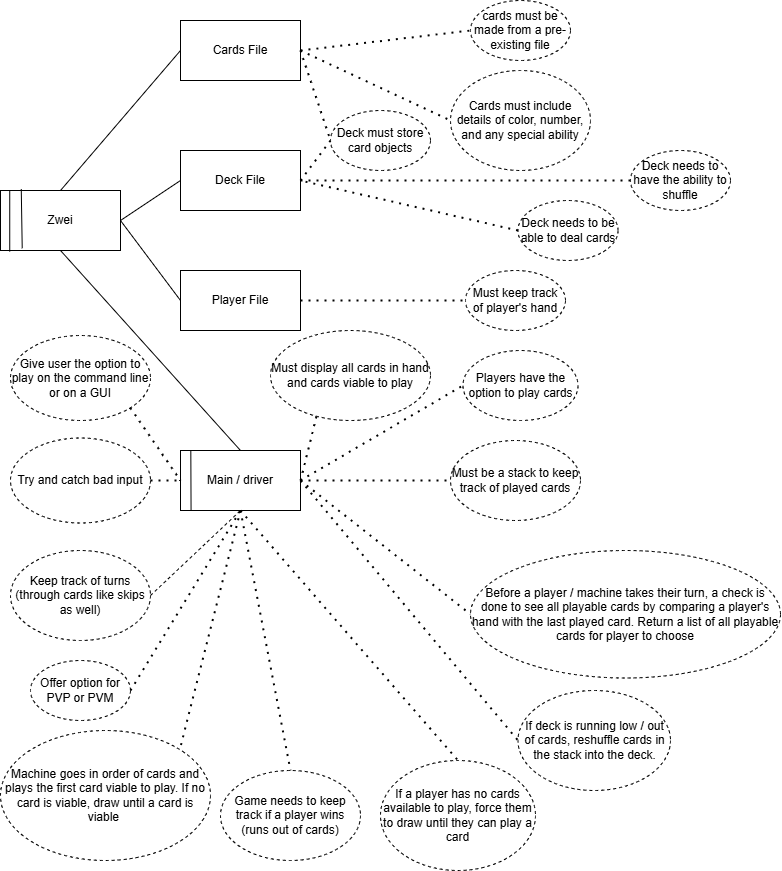 cards must be
made from a pre-
existing file
Cards File
Cards must include
details of color, number,
and any special ability
Deck must store
card objects
Deck File
Deck needs to
have the ability to
shuffle
Zwei
Deck needs to be
able to deal cards
Player File
Must keep track
of player's hand
Give user the option to
play on the command line
or on a GUI
Must display all cards in hand
and cards viable to play
Players have the
option to play cards
Try and catch bad input
Main / driver
Must be a stack to keep
track of played cards
Keep track of turns
(through cards like skips
as well)
Before a player / machine takes their turn, a check is
done to see all playable cards by comparing a player's
hand with the last played card. Return a list of all playable
cards for player to choose
Offer option for
PVP or PVM
If deck is running low / out
of cards, reshuffle cards in
the stack into the deck.
Machine goes in order of cards and
plays the first card viable to play. If no
card is viable, draw until a card is
viable
Game needs to keep
track if a player wins
(runs out of cards)
If a player has no cards
available to play, force them
to draw until they can play a
card